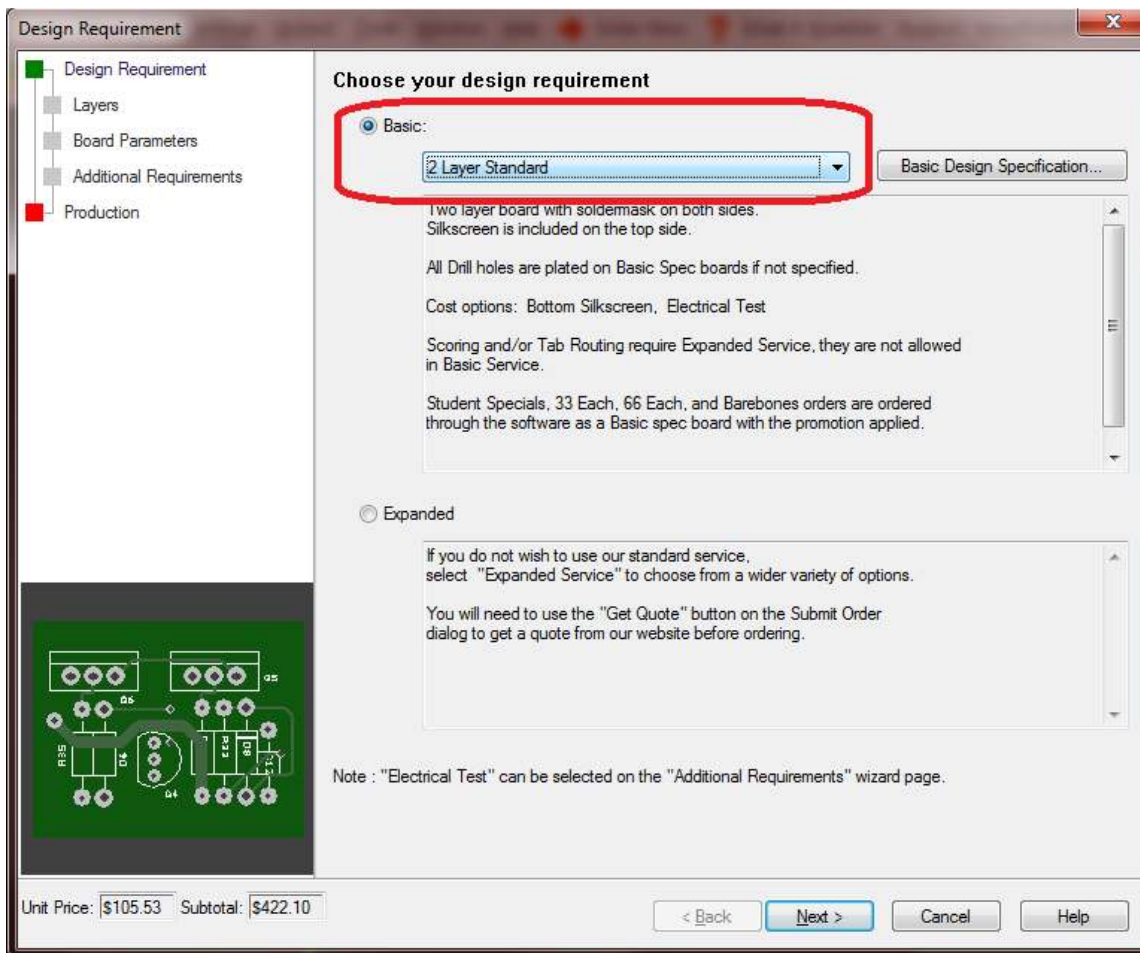 Design Requirement
Design Requirement
Layers
Board Parameters
Additional Requirements
Production
Choose your design requirement
Basic:
2 Layer Standard
Basic Design Specification...
Two layer board with soldermask on both sides.
Silkscreen is included on the top side.
All Drill holes are plated on Basic Spec boards if not specified.
Cost options: Bottom Silkscreen, Electrical Test
Scoring and/or Tab Routing require Expanded Service, they are not allowed
in Basic Service.
Student Specials, 33 Each, 66 Each, and Barebones orders are ordered
through the software as a Basic spec board with the promotion applied.
Expanded
If you do not wish to use our standard service,
select "Expanded Service" to choose from a wider variety of options.
You will need to use the "Get Quote" button on the Submit Order
dialog to get a quote from our website before ordering.
Note : "Electrical Test" can be selected on the "Additional Requirements" wizard page.
Q5
Q6
Q4
Unit Price: $105.53 Subtotal: $422.10
< Back
Next >
Cancel
Help